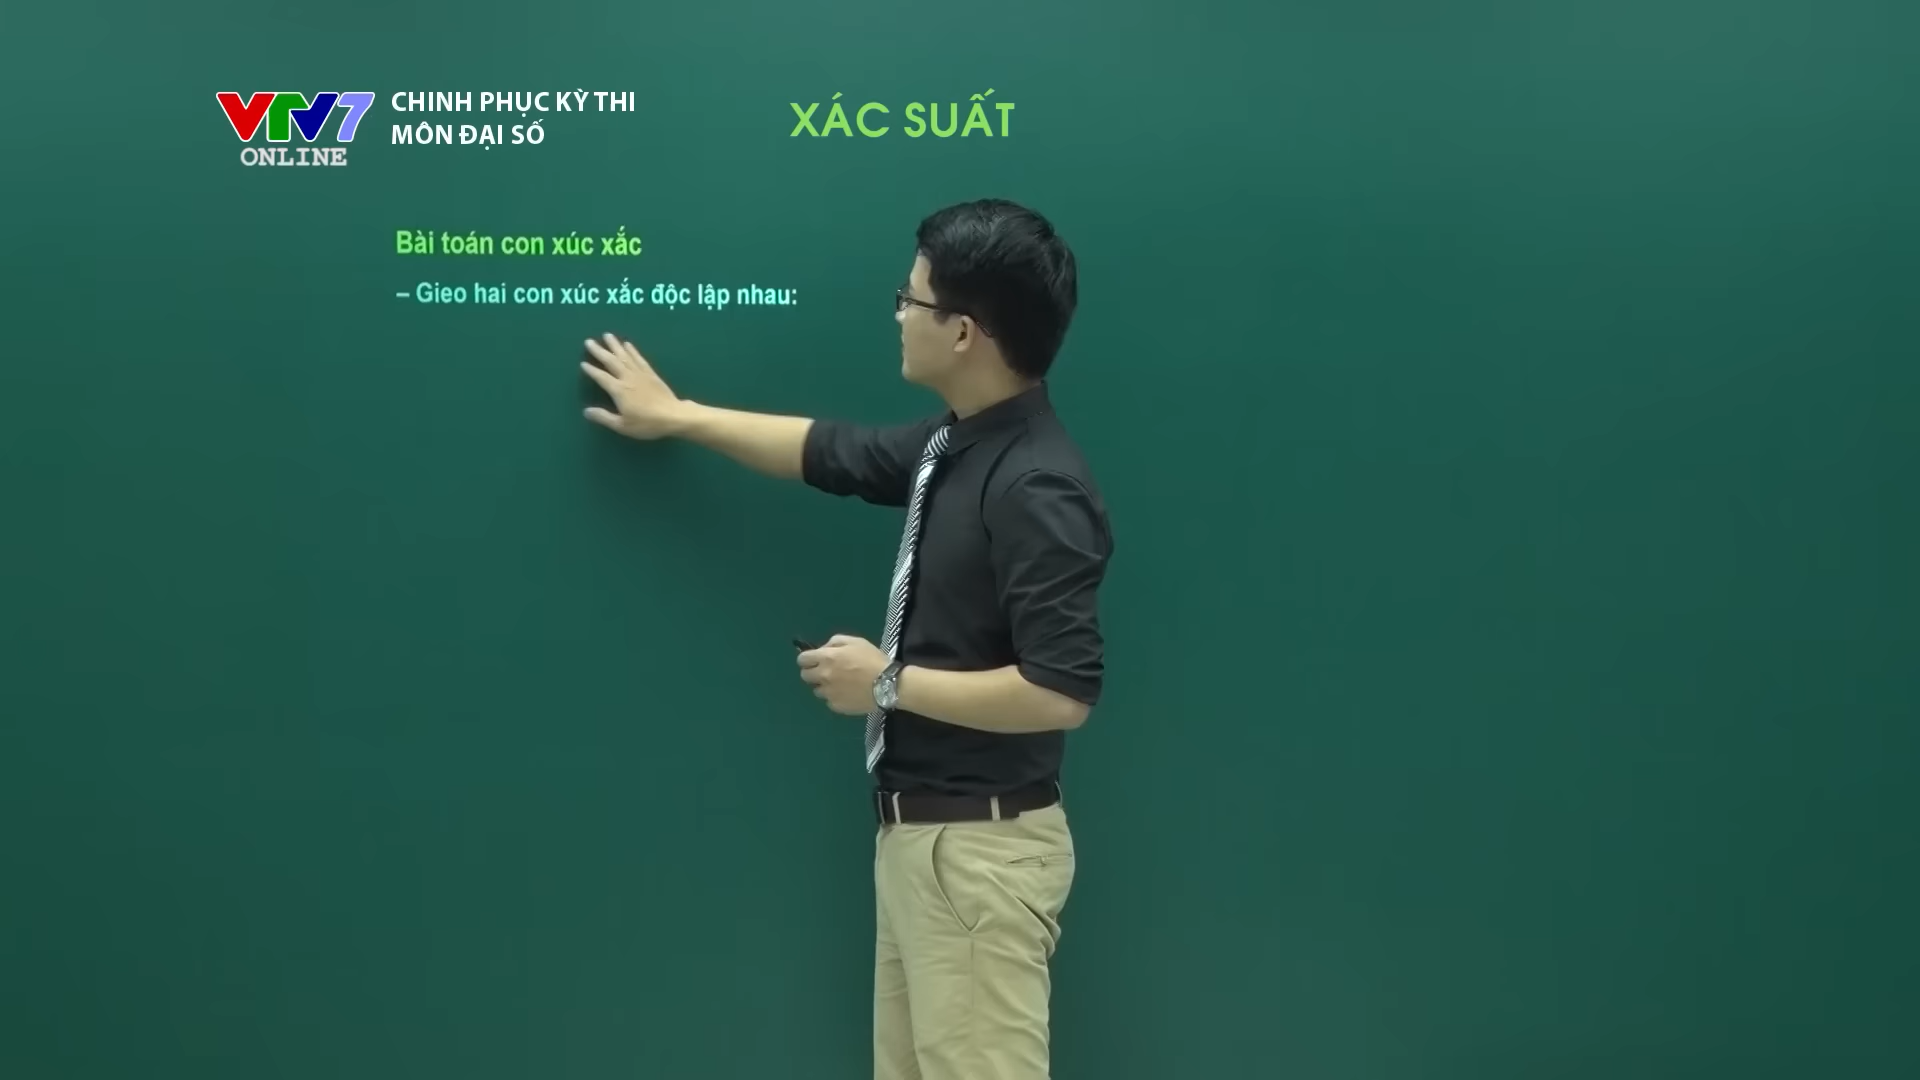 VTV7
ONLINE
CHINH PHỤC KỲ THI
MÔN ĐẠI SỐ
XÁC SUẤT
Bài toán con xúc xắc
– Gieo hai con xúc xắc độc lập nhau: